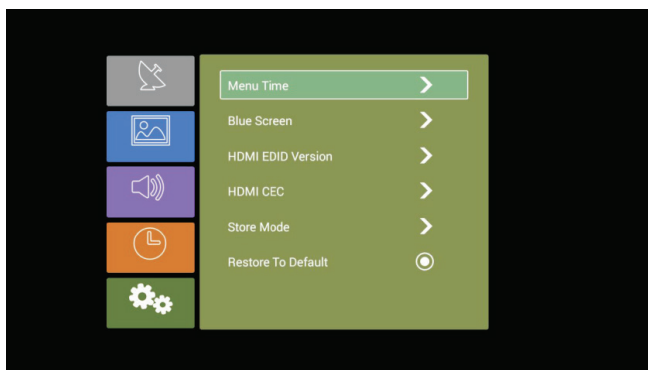 Menu Time
Blue Screen
HDMI EDID Version
HDMI CEC
Store Mode
Restore To Default